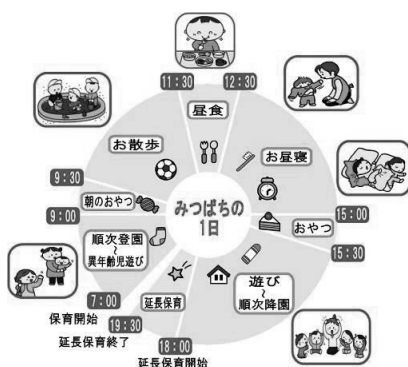 11:30
12:30
昼食
お散歩
お昼寝
9:30
朝のおやつ
9:00
みつばちの
1日
15:00
おやつ
15:30
順次登園
～
異年齢児遊び
遊び
～
順次降園
延長保育
7:00
保育開始
19:30
延長保育終了
18:00
延長保育開始